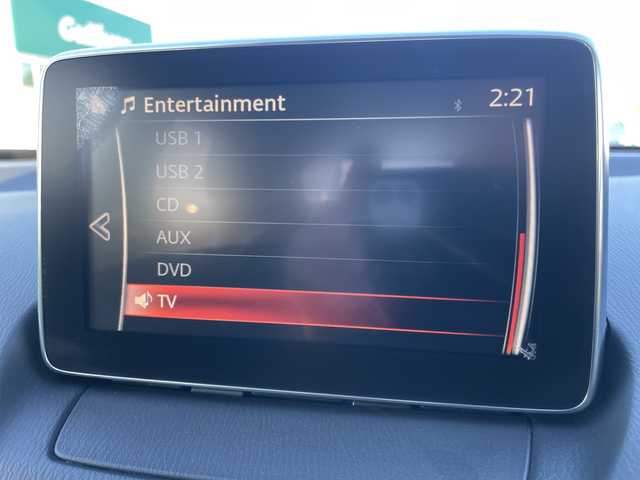 Entertainment
2:21
USB 1
USB 2
CD
AUX
DVD
TV